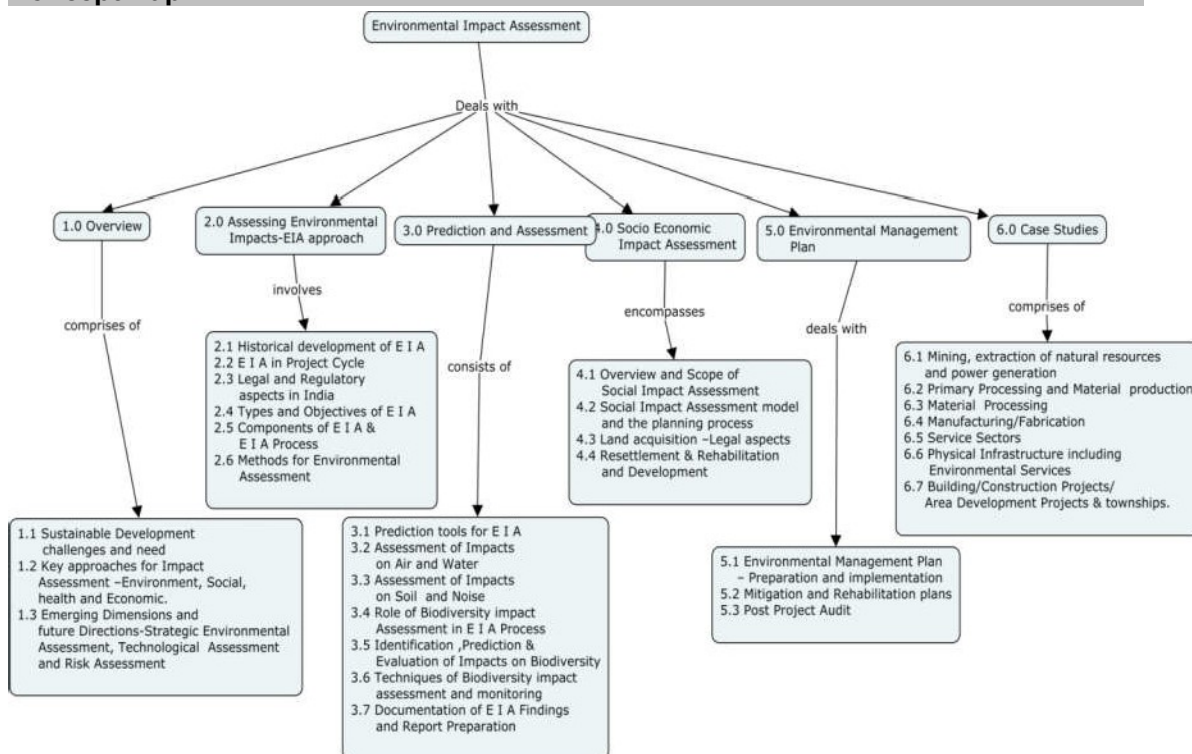 Environmental Impact Assessment
Deals with
1.0 Overview
2.0 Assessing Environmental
Impacts-EIA approach
3.0 Prediction and Assessment
4.0 Socio Economic
Impact Assessment
5.0 Environmental Management
Plan
6.0 Case Studies
comprises of
involves
consists of
encompasses
deals with
comprises of
1.1 Sustainable Development
challenges and need
1.2 Key approaches for Impact
Assessment –Environment, Social,
health and Economic.
1.3 Emerging Dimensions and
future Directions-Strategic Environmental
Assessment, Technological Assessment
and Risk Assessment
2.1 Historical development of E I A
2.2 E I A in Project Cycle
2.3 Legal and Regulatory
aspects in India
2.4 Types and Objectives of E I A
2.5 Components of E I A &
E I A Process
2.6 Methods for Environmental
Assessment
3.1 Prediction tools for E I A
3.2 Assessment of Impacts
on Air and Water
3.3 Assessment of Impacts
on Soil and Noise
3.4 Role of Biodiversity impact
Assessment in E I A Process
3.5 Identification ,Prediction &
Evaluation of Impacts on Biodiversity
3.6 Techniques of Biodiversity impact
assessment and monitoring
3.7 Documentation of E I A Findings
and Report Preparation
4.1 Overview and Scope of
Social Impact Assessment
4.2 Social Impact Assessment model
and the planning process
4.3 Land acquisition –Legal aspects
4.4 Resettlement & Rehabilitation
and Development
5.1 Environmental Management Plan
– Preparation and implementation
5.2 Mitigation and Rehabilitation plans
5.3 Post Project Audit
6.1 Mining, extraction of natural resources
and power generation
6.2 Primary Processing and Material production
6.3 Material Processing
6.4 Manufacturing/Fabrication
6.5 Service Sectors
6.6 Physical Infrastructure including
Environmental Services
6.7 Building/Construction Projects/
Area Development Projects & townships.